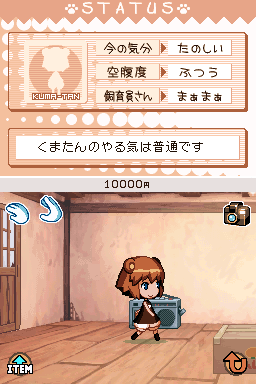 STATUS
今の気分 たのしい
空腹度 ふつう
KUMA-TAN
飼育員さん まぁまぁ
くまたんのやる気は普通です
10000円
ITEM